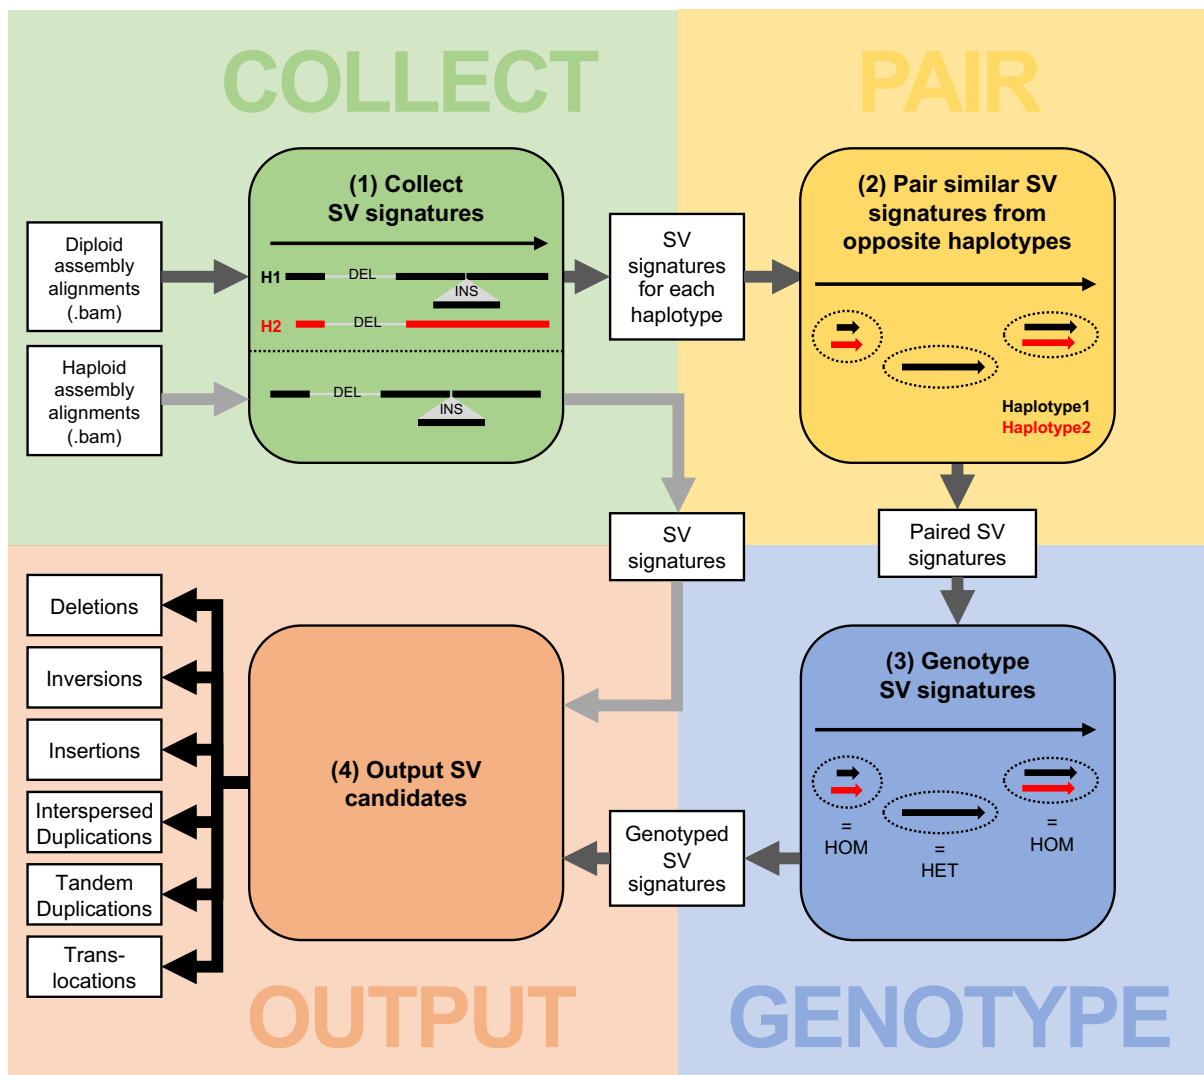 COLLECT
PAIR
(1) Collect
SV signatures
H1
DEL
INS
H2
DEL
DEL
INS
Diploid
assembly
alignments
(.bam)
Haploid
assembly
alignments
(.bam)
SV
signatures
for each
haplotype
(2) Pair similar SV
signatures from
opposite haplotypes
Haplotype1
Haplotype2
SV
signatures
Paired SV
signatures
(3) Genotype
SV signatures
=
HOM
=
HET
=
HOM
Genotyped
SV
signatures
(4) Output SV
candidates
Deletions
Inversions
Insertions
Interspersed
Duplications
Tandem
Duplications
Trans-
locations
OUTPUT
GENOTYPE